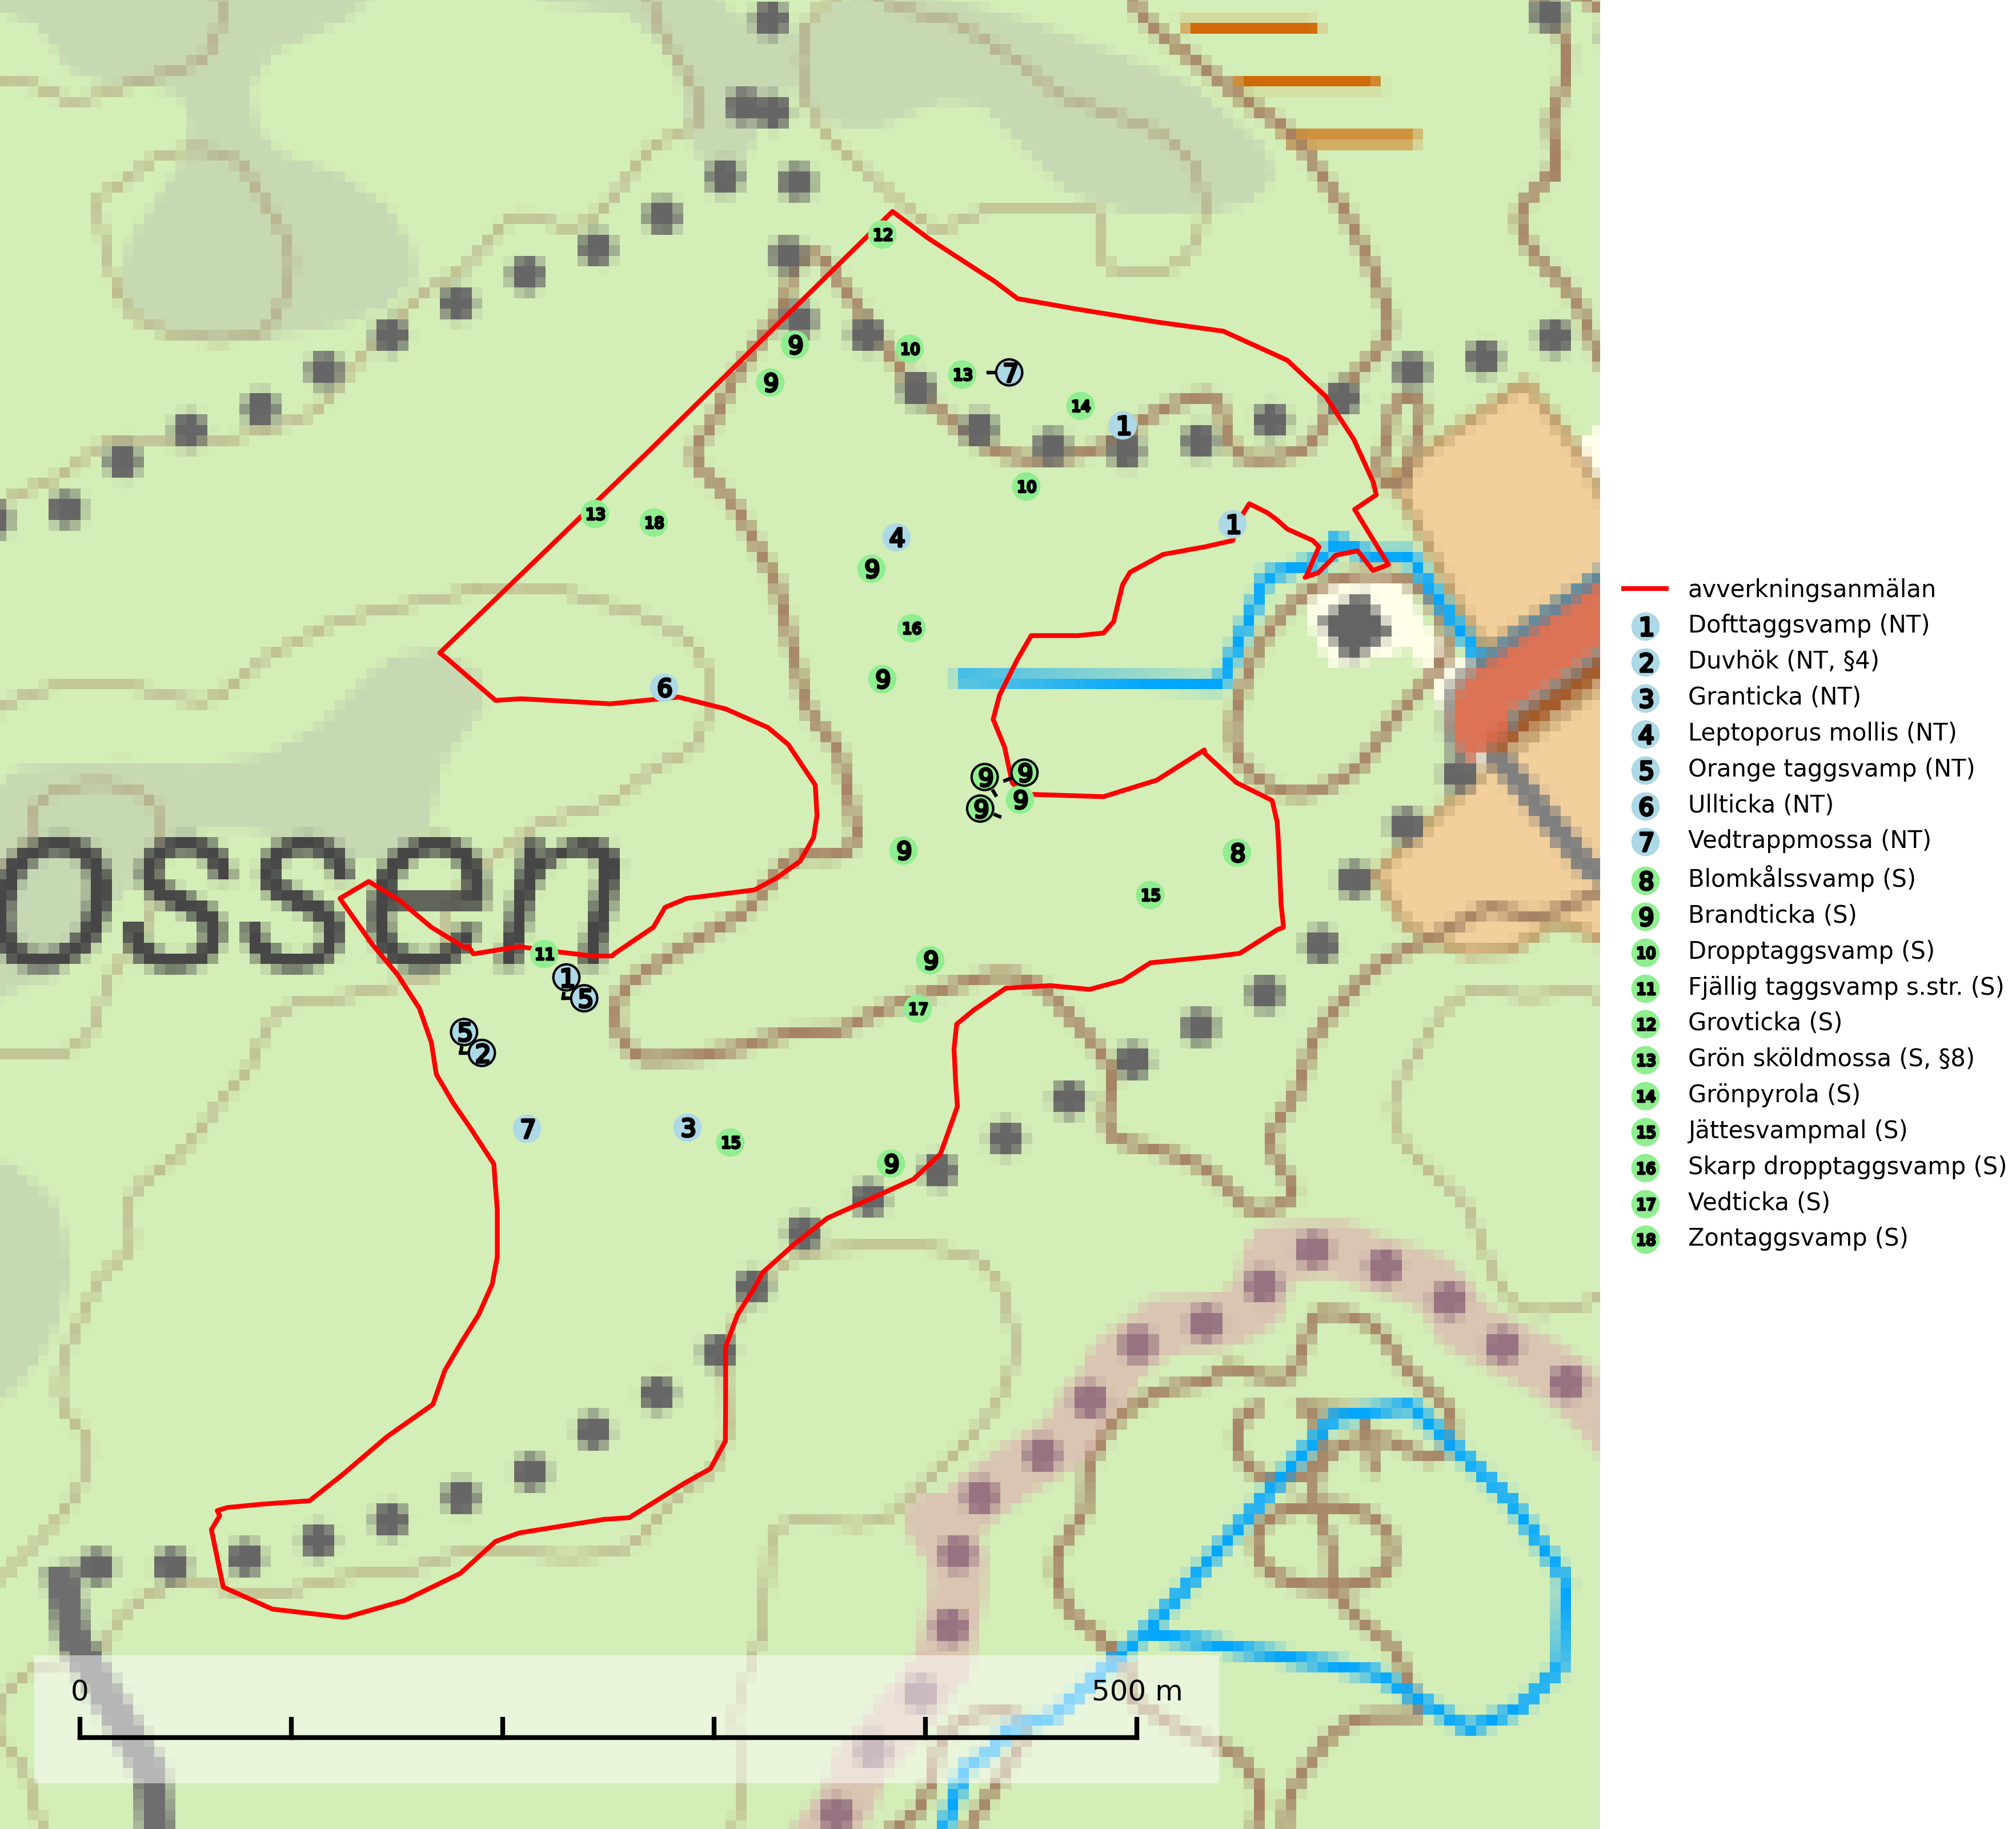 12
9
10
13
7
9
14
1
10
13
18
1
4
9
16
9
6
9
9
9
9
9
8
15
ossen
11
9
1
5
17
5
2
7
3
15
9
0
500 m
avverkningsanmälan
1 Dofttaggsvamp (NT)
2 Duvhök (NT, §4)
3 Granticka (NT)
4 Leptoporus mollis (NT)
5 Orange taggsvamp (NT)
6 Ullticka (NT)
7 Vedtrappmossa (NT)
8 Blomkålssvamp (S)
9 Brandticka (S)
10 Dropptaggsvamp (S)
11 Fjällig taggsvamp s.str. (S)
12 Grovticka (S)
13 Grön sköldmossa (S, §8)
14 Grönpyrola (S)
15 Jättesvampmal (S)
16 Skarp dropptaggsvamp (S)
17 Vedticka (S)
18 Zontaggsvamp (S)